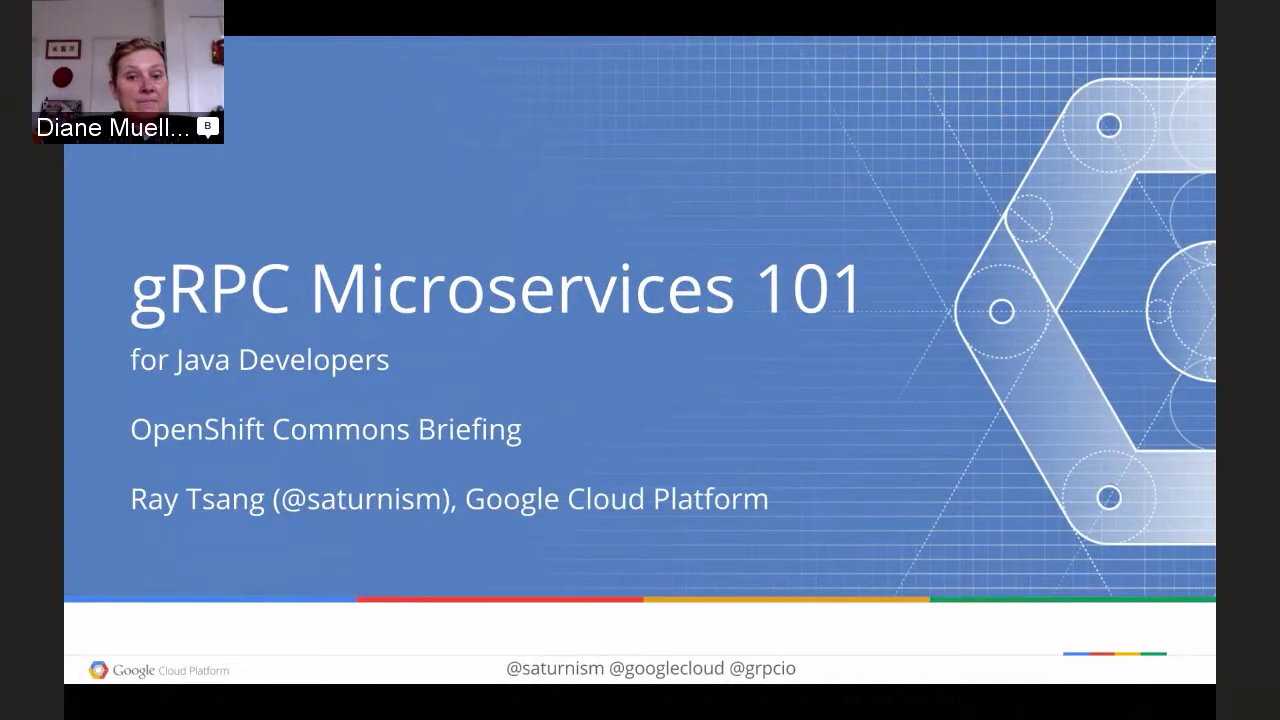 Diane Muell...
B
gRPC Microservices 101
for Java Developers
OpenShift Commons Briefing
Ray Tsang (@saturnism), Google Cloud Platform
Google Cloud Platform
@saturnism @googlecloud @grpcio